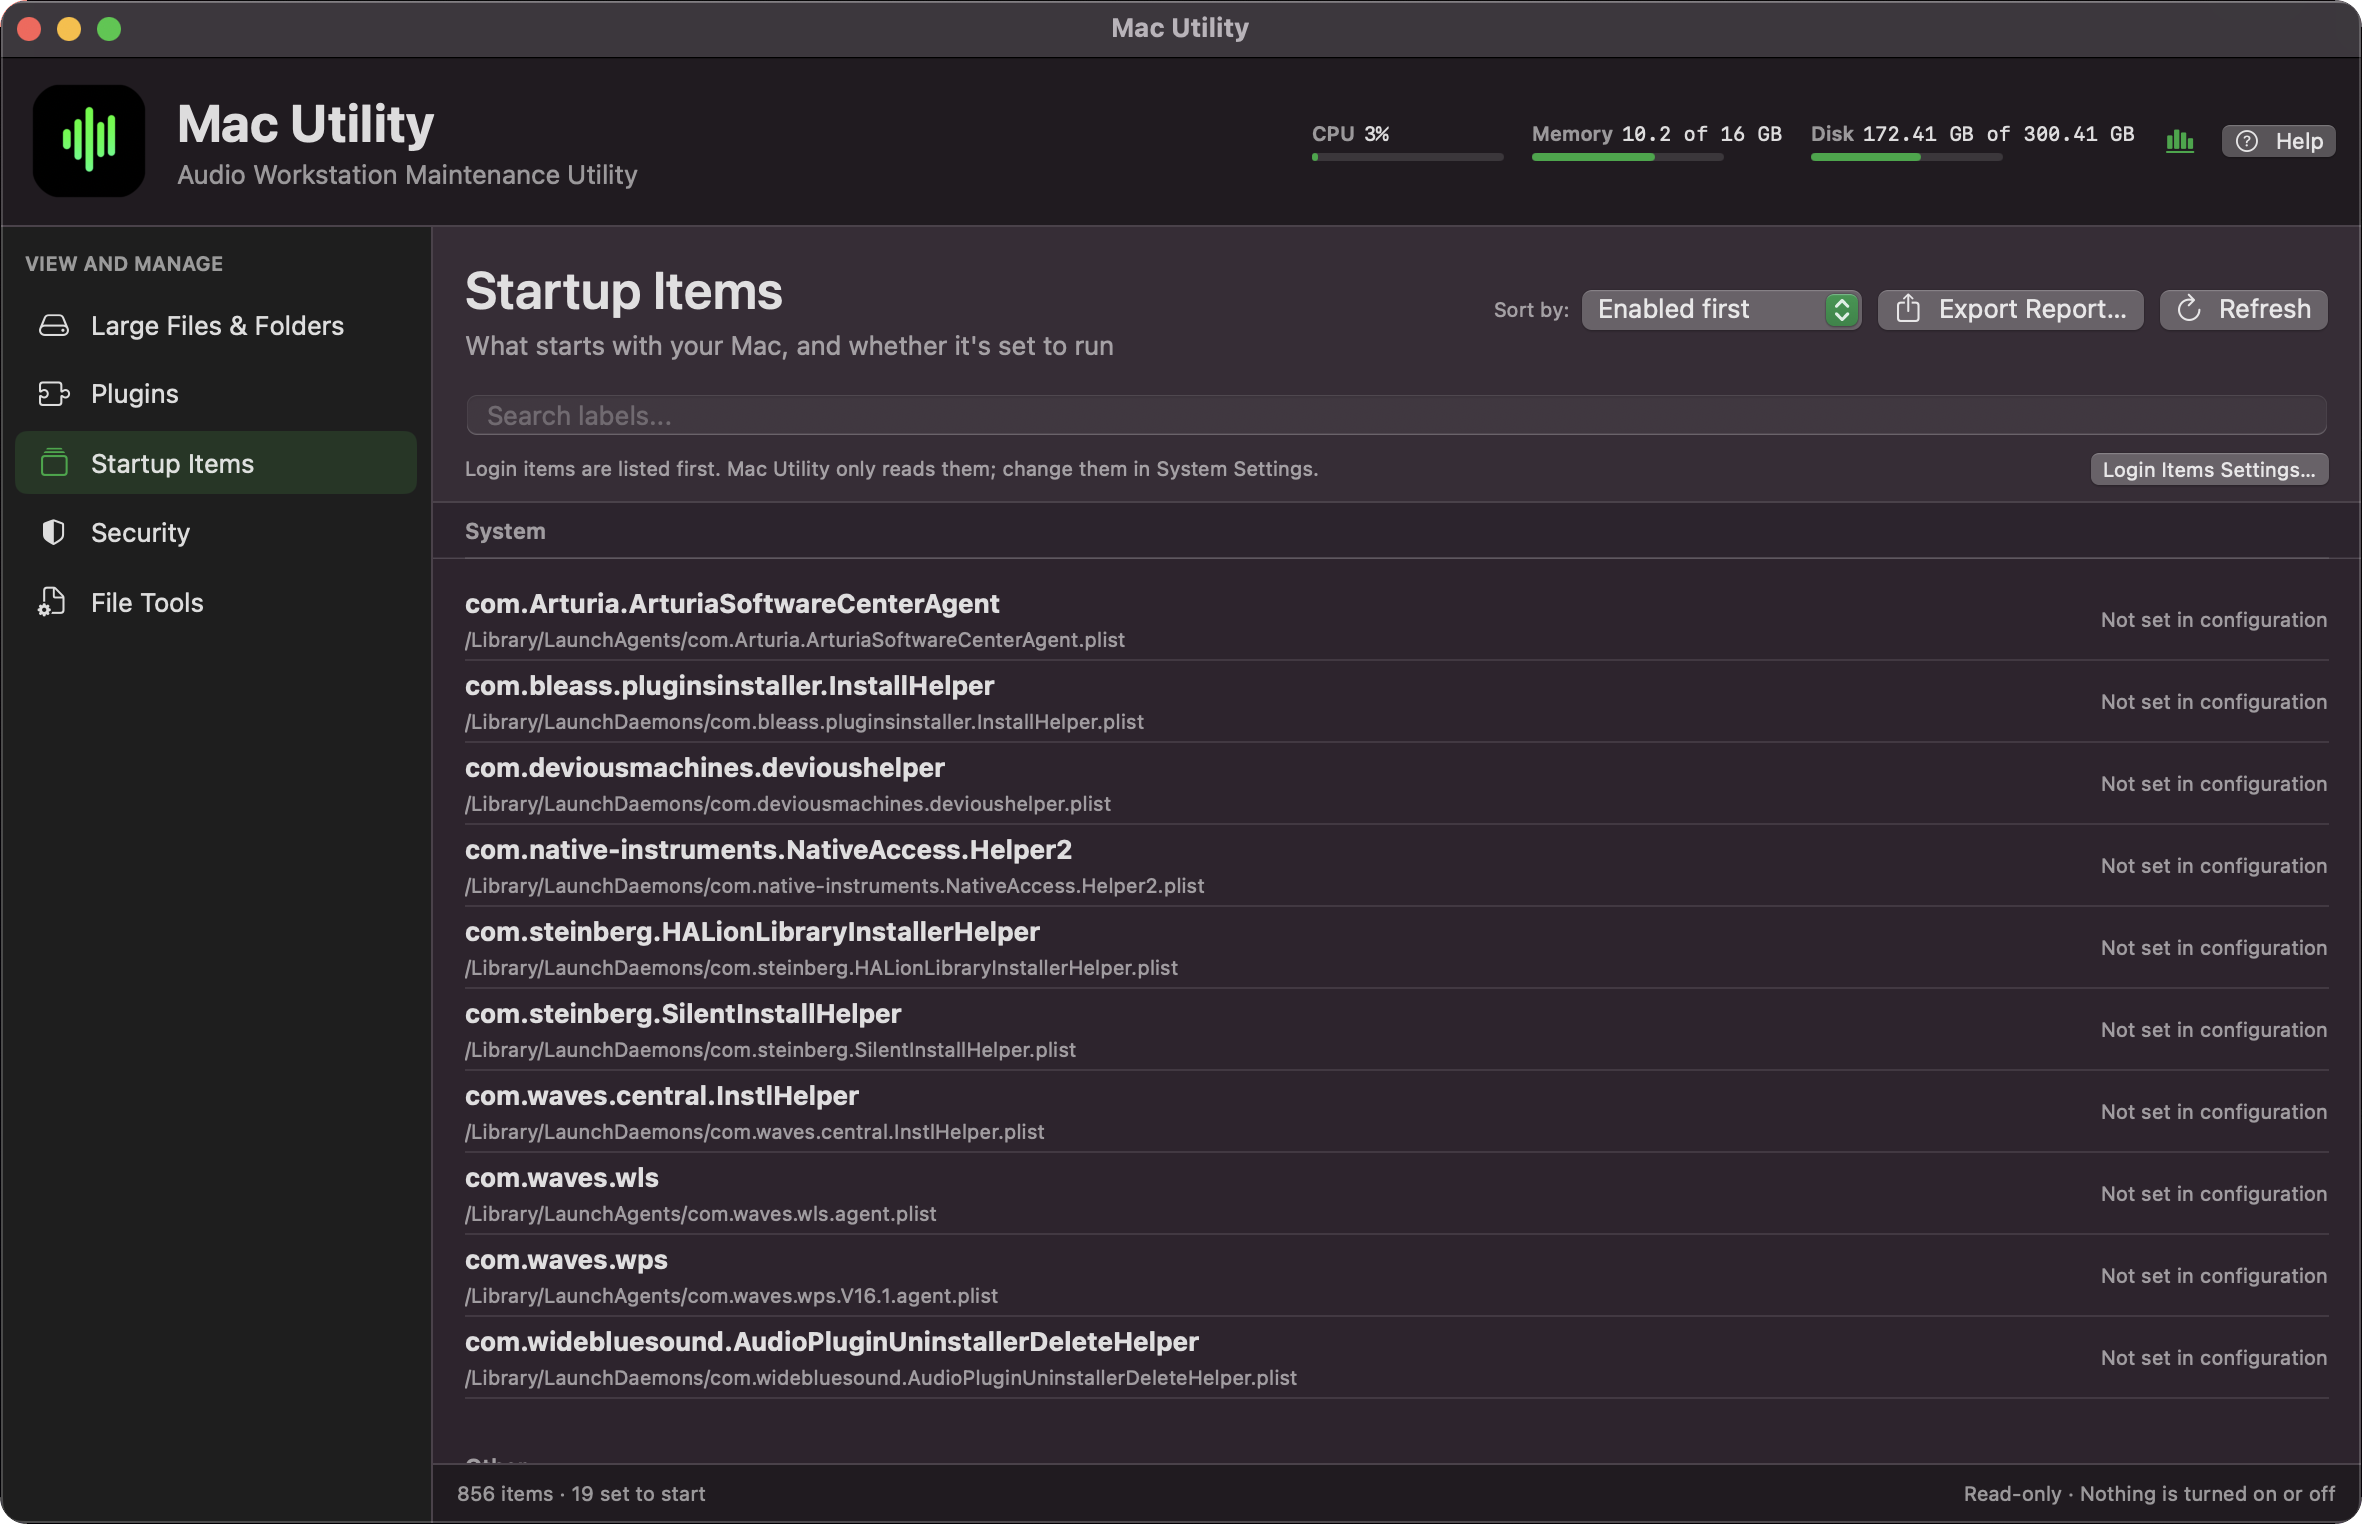 Mac Utility
Mac Utility
Audio Workstation Maintenance Utility
CPU 3%
Memory 10.2 of 16 GB
Disk 172.41 GB of 300.41 GB
Help
VIEW AND MANAGE
Large Files & Folders
Plugins
Startup Items
Security
File Tools
Startup Items
What starts with your Mac, and whether it's set to run
Sort by: Enabled first
Export Report...
Refresh
Search labels...
Login items are listed first. Mac Utility only reads them; change them in System Settings.
Login Items Settings...
System
com.Arturia.ArturiaSoftwareCenterAgent
/Library/LaunchAgents/com.Arturia.ArturiaSoftwareCenterAgent.plist
Not set in configuration
com.bleass.pluginsinstaller.InstallHelper
/Library/LaunchDaemons/com.bleass.pluginsinstaller.InstallHelper.plist
Not set in configuration
com.deviousmachines.devioushelper
/Library/LaunchDaemons/com.deviousmachines.devioushelper.plist
Not set in configuration
com.native-instruments.NativeAccess.Helper2
/Library/LaunchDaemons/com.native-instruments.NativeAccess.Helper2.plist
Not set in configuration
com.steinberg.HALionLibraryInstallerHelper
/Library/LaunchDaemons/com.steinberg.HALionLibraryInstallerHelper.plist
Not set in configuration
com.steinberg.SilentInstallHelper
/Library/LaunchDaemons/com.steinberg.SilentInstallHelper.plist
Not set in configuration
com.waves.central.InstlHelper
/Library/LaunchDaemons/com.waves.central.InstlHelper.plist
Not set in configuration
com.waves.wls
/Library/LaunchAgents/com.waves.wls.agent.plist
Not set in configuration
com.waves.wps
/Library/LaunchAgents/com.waves.wps.V16.1.agent.plist
Not set in configuration
com.widebluesound.AudioPluginUninstallerDeleteHelper
/Library/LaunchDaemons/com.widebluesound.AudioPluginUninstallerDeleteHelper.plist
Not set in configuration
856 items · 19 set to start
Read-only · Nothing is turned on or off